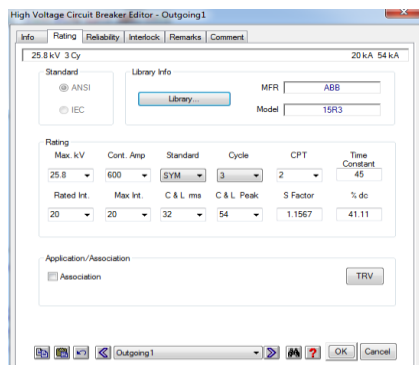 High Voltage Circuit Breaker Editor - Outgoing1
Info Rating Reliability Interlock Remarks Comment
25.8 kV 3 Cy 20 kA 54 kA
Standard Library Info
ANSI
IEC
Library...
MFR ABB
Model 15R3
Rating
Max. kV Cont. Amp Standard Cycle CPT Time Constant
25.8 600 SYM 3 2 45
Rated Int. Max Int. C & L rms C & L Peak S Factor % dc
20 20 32 54 1.1567 41.11
Application/Association
Association
TRV
Outgoing1 ? OK Cancel